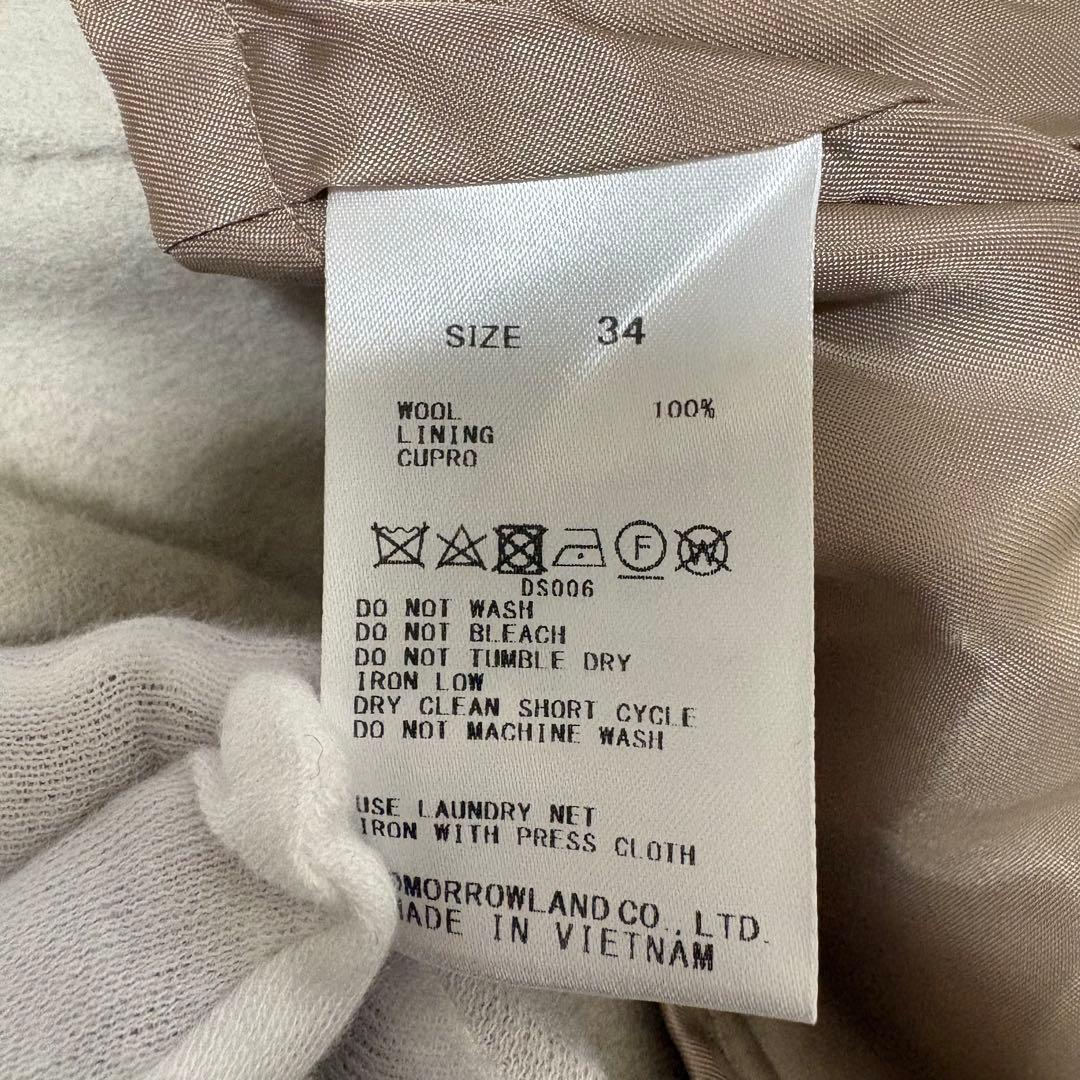 SIZE 34
WOOL 100%
LINING
CUPRO
F W
DS006
DO NOT WASH
DO NOT BLEACH
DO NOT TUMBLE DRY
IRON LOW
DRY CLEAN SHORT CYCLE
DO NOT MACHINE WASH
USE LAUNDRY NET
IRON WITH PRESS CLOTH
OMORROWLAND CO., LTD.
MADE IN VIETNAM